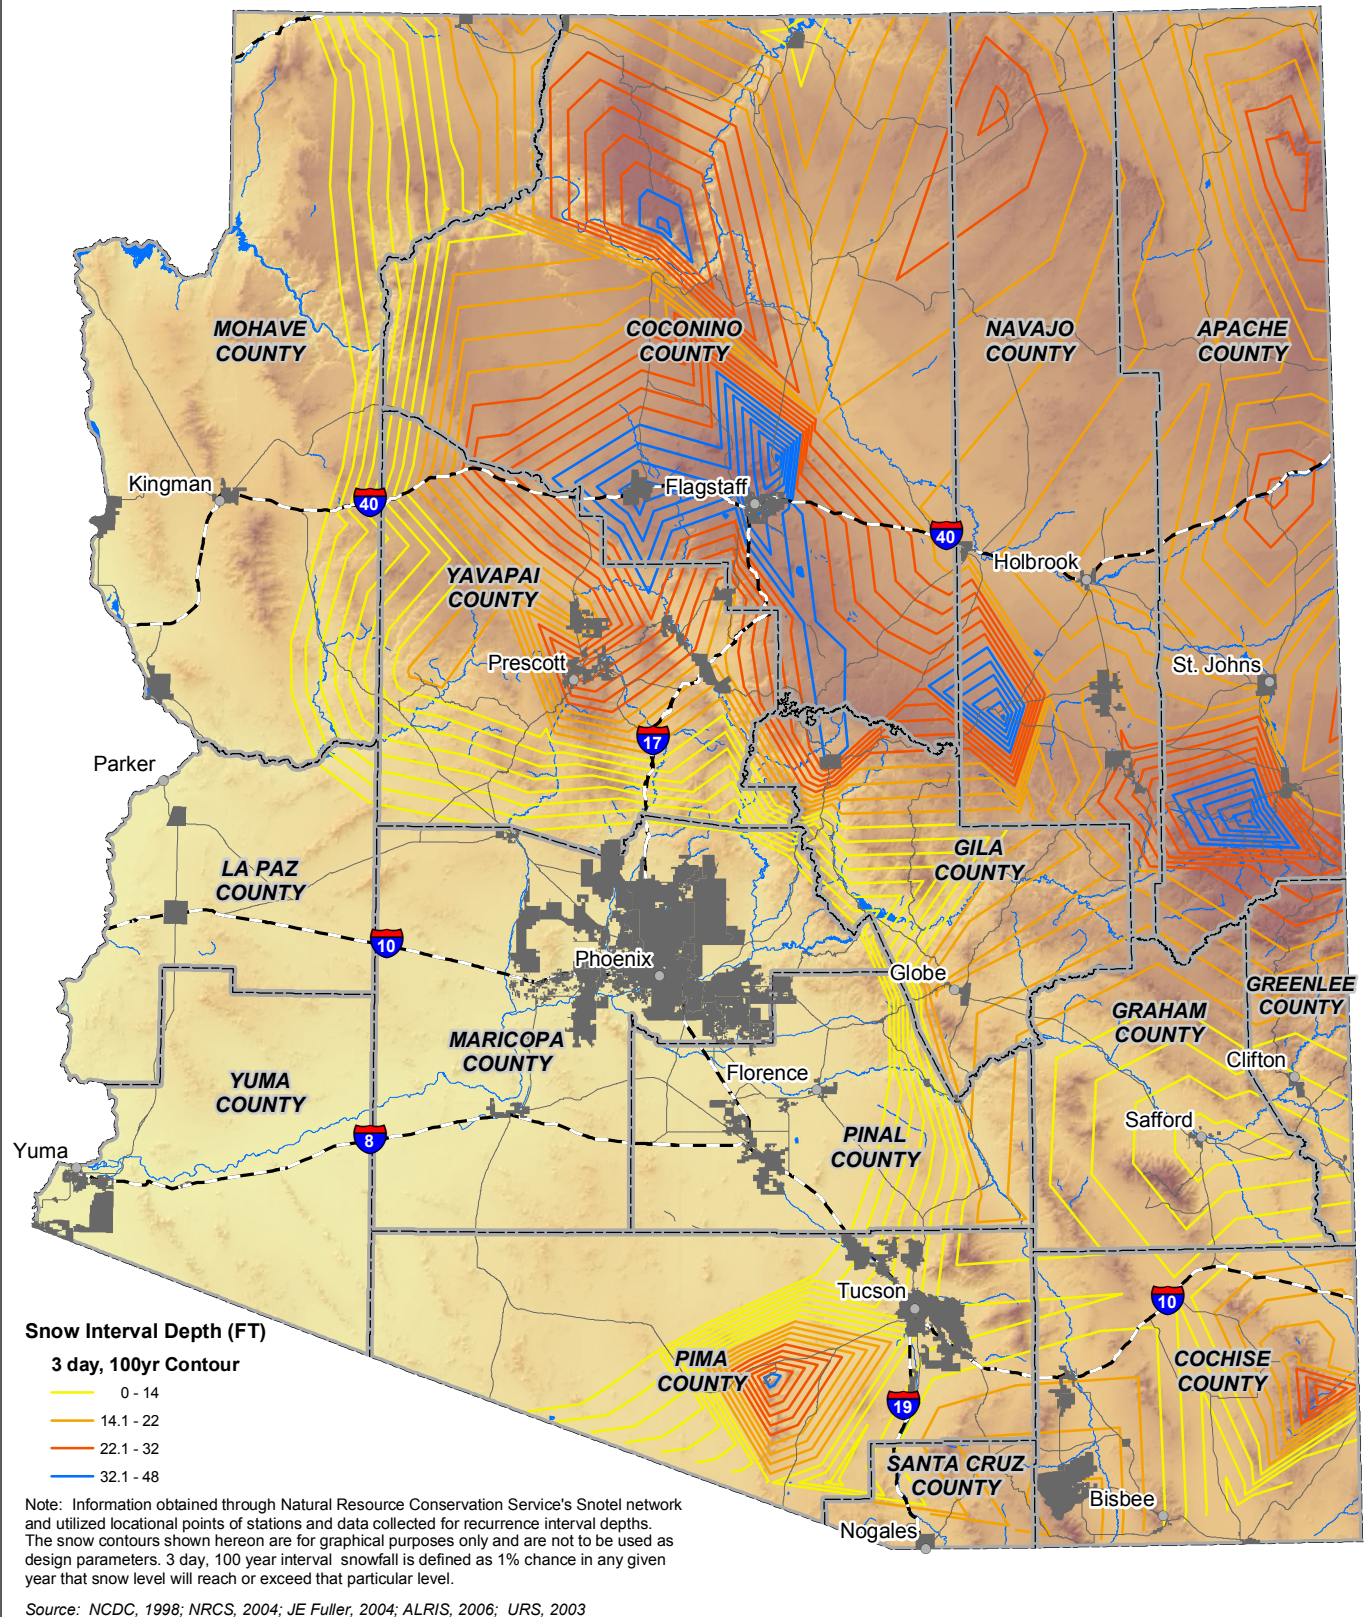 MOHAVE
COUNTY
COCONINO
COUNTY
NAVAJO
COUNTY
APACHE
COUNTY
Kingman
40
Flagstaff
40
Holbrook
YAVAPAI
COUNTY
Prescott
St. Johns
17
Parker
LA PAZ
COUNTY
GILA
COUNTY
10
Phoenix
Globe
GREENLEE
COUNTY
GRAHAM
COUNTY
MARICOPA
COUNTY
Clifton
YUMA
COUNTY
Florence
Safford
8
PINAL
COUNTY
Yuma
Tucson
10
PIMA
COUNTY
COCHISE
COUNTY
19
SANTA CRUZ
COUNTY
Bisbee
Nogales
Snow Interval Depth (FT)
3 day, 100yr Contour
0 - 14
14.1 - 22
22.1 - 32
32.1 - 48
Note: Information obtained through Natural Resource Conservation Service's Snotel network
and utilized locational points of stations and data collected for recurrence interval depths.
The snow contours shown hereon are for graphical purposes only and are not to be used as
design parameters. 3 day, 100 year interval snowfall is defined as 1% chance in any given
year that snow level will reach or exceed that particular level.
Source: NCDC, 1998; NRCS, 2004; JE Fuller, 2004; ALRIS, 2006; URS, 2003